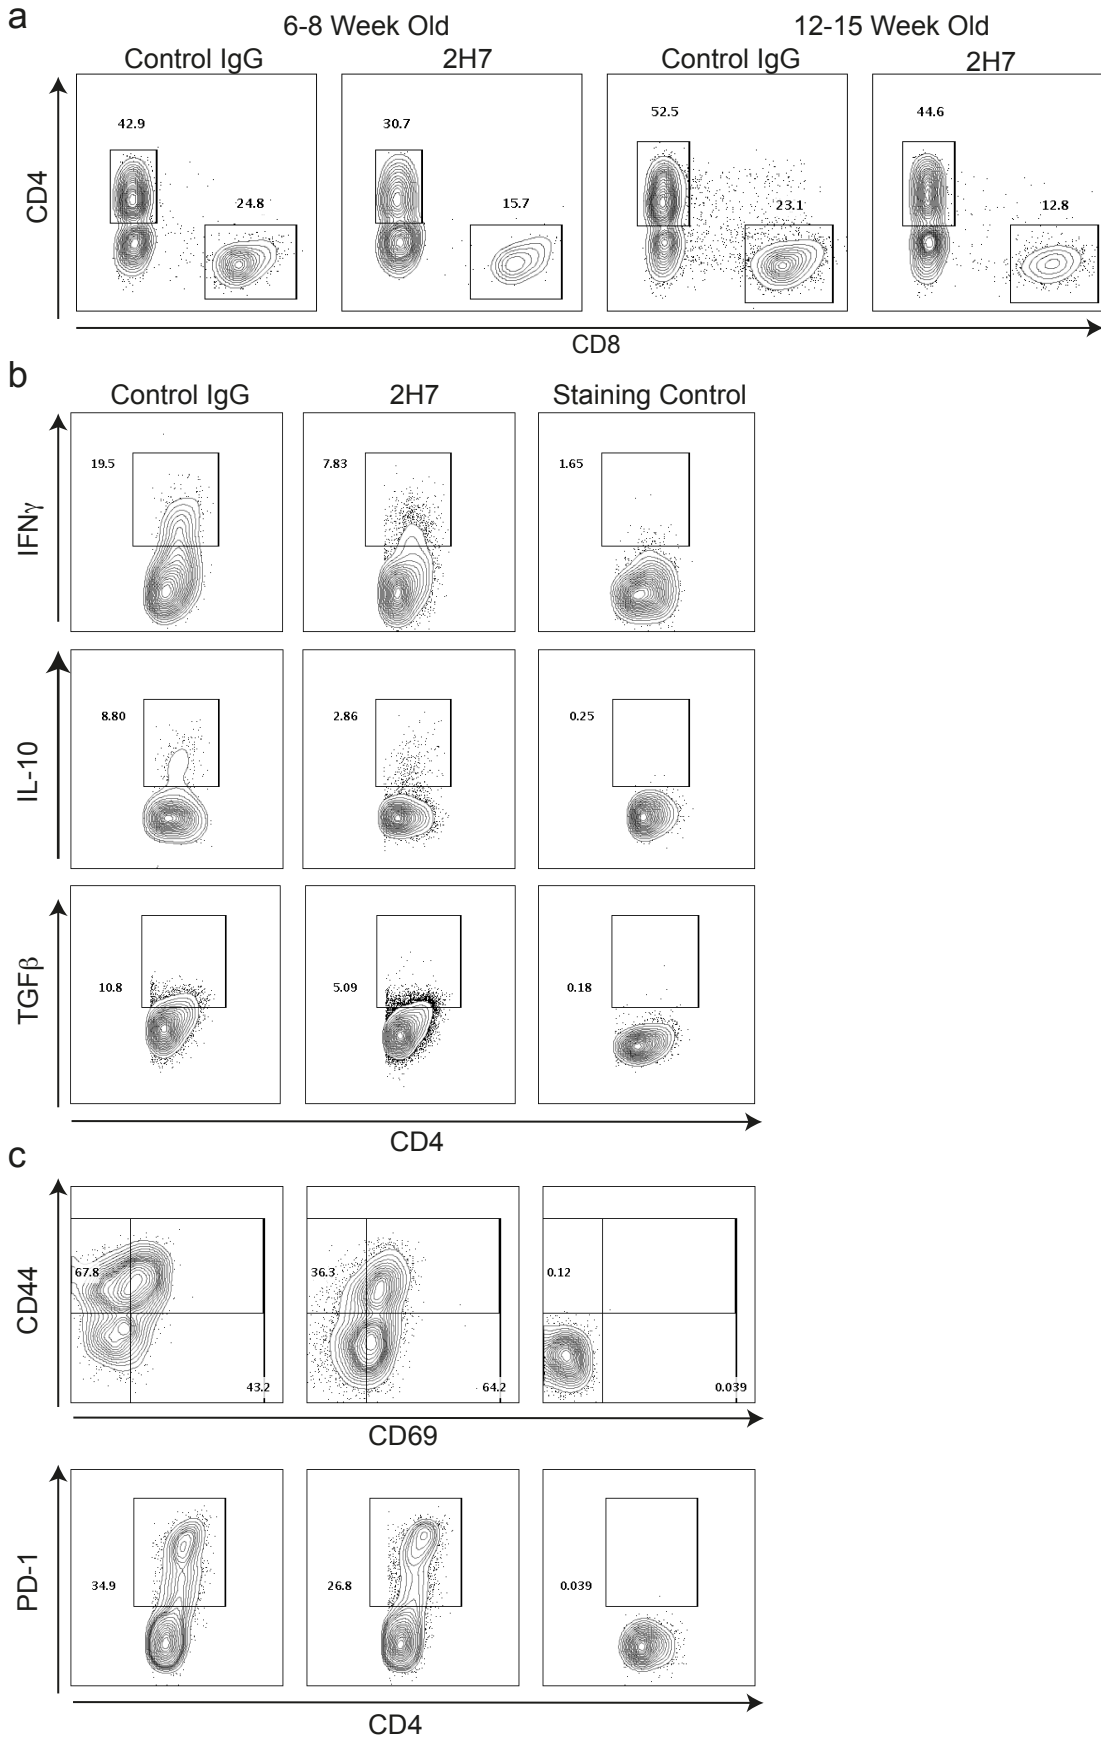 a
6-8 Week Old
12-15 Week Old
Control IgG
2H7
Control IgG
2H7
CD4
42.9
24.8
30.7
15.7
52.5
23.1
44.6
12.8
CD8
b
Control IgG
2H7
Staining Control
IFNγ
19.5
7.83
1.65
IL-10
8.80
2.86
0.25
TGFβ
10.8
5.09
0.18
CD4
c
CD44
67.8
43.2
36.3
64.2
0.12
0.039
CD69
PD-1
34.9
26.8
0.039
CD4